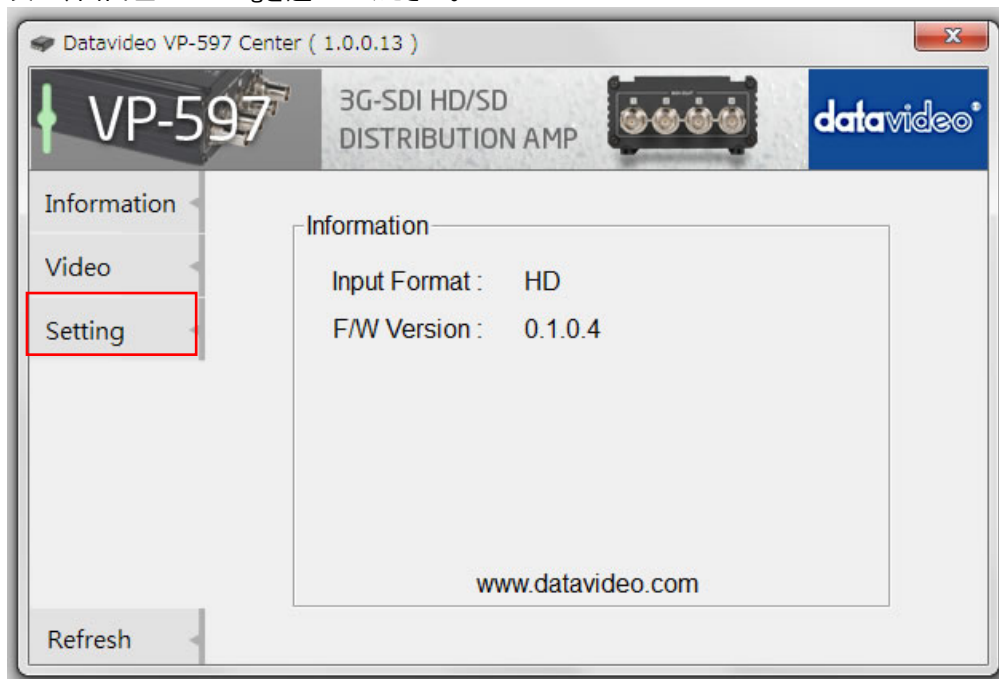 Datavideo VP-597 Center ( 1.0.0.13 )
VP-597
3G-SDI HD/SD
DISTRIBUTION AMP
datavideo®
Information
Video
Setting
Information
Input Format : HD
F/W Version : 0.1.0.4
www.datavideo.com
Refresh